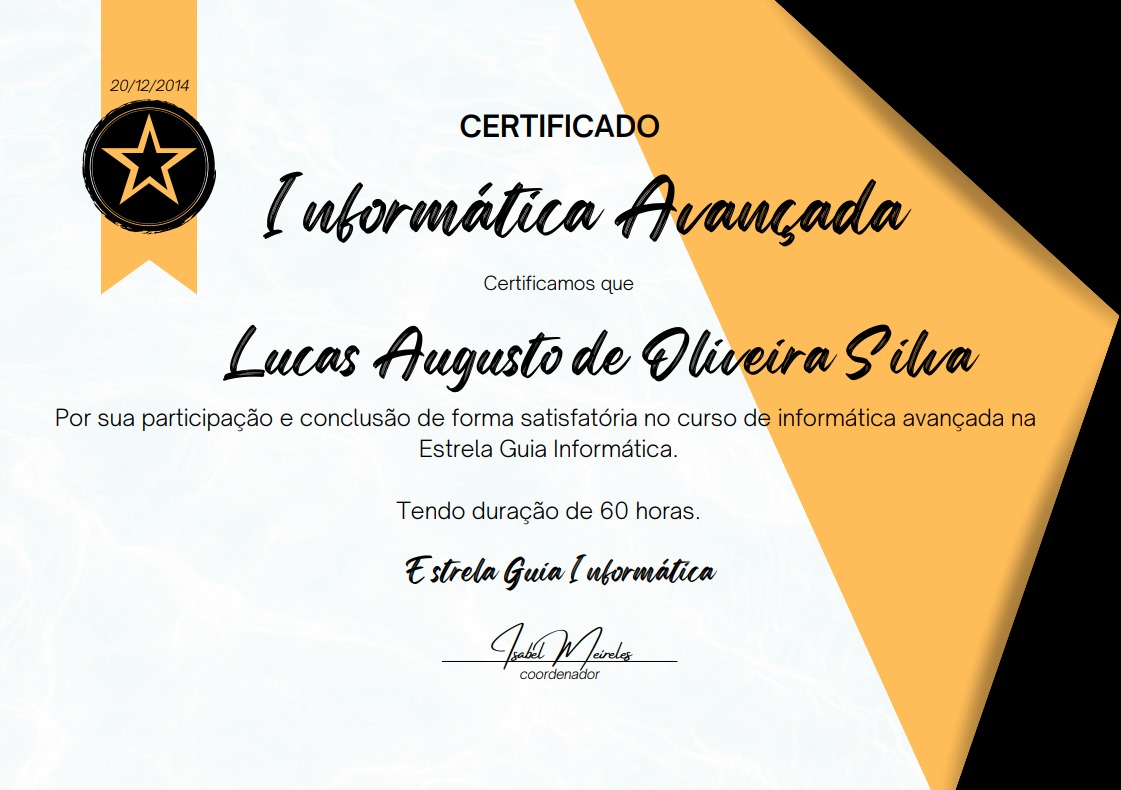 20/12/2014
CERTIFICADO
Informática Avançada
Certificamos que
Lucas Augusto de Oliveira Silva
Por sua participação e conclusão de forma satisfatória no curso de informática avançada na
Estrela Guia Informática.
Tendo duração de 60 horas.
Estrela Guia Informática
Isabel Meireles
coordenador